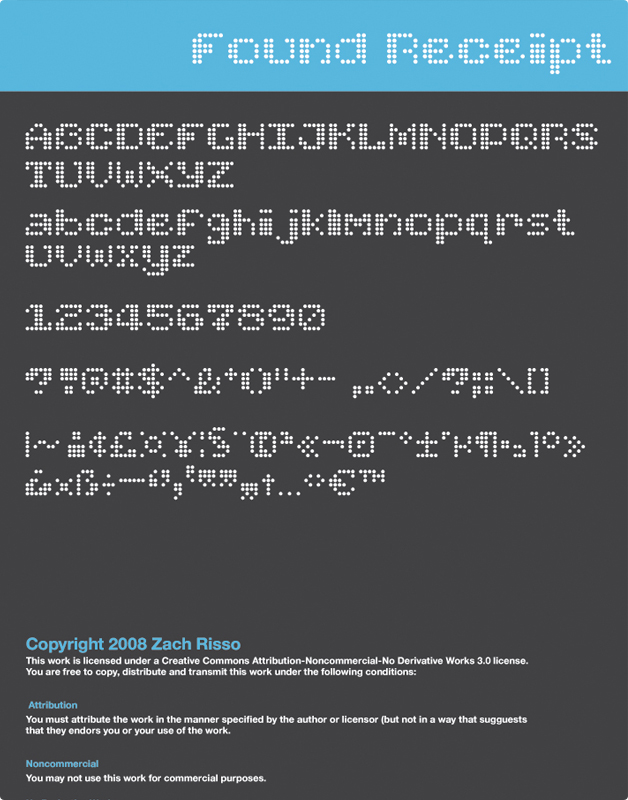 Found Receipt
ABCDEFGHIJKLMNOPQRS
TUVWXYZ
abcdefghijklmnopqrst
uvwxyz
1234567890
Copyright 2008 Zach Risso
This work is licensed under a Creative Commons Attribution-Noncommercial-No Derivative Works 3.0 license.
You are free to copy, distribute and transmit this work under the following conditions:
Attribution
You must attribute the work in the manner specified by the author or licensor (but not in a way that sugguests
that they endors you or your use of the work.
Noncommercial
You may not use this work for commercial purposes.